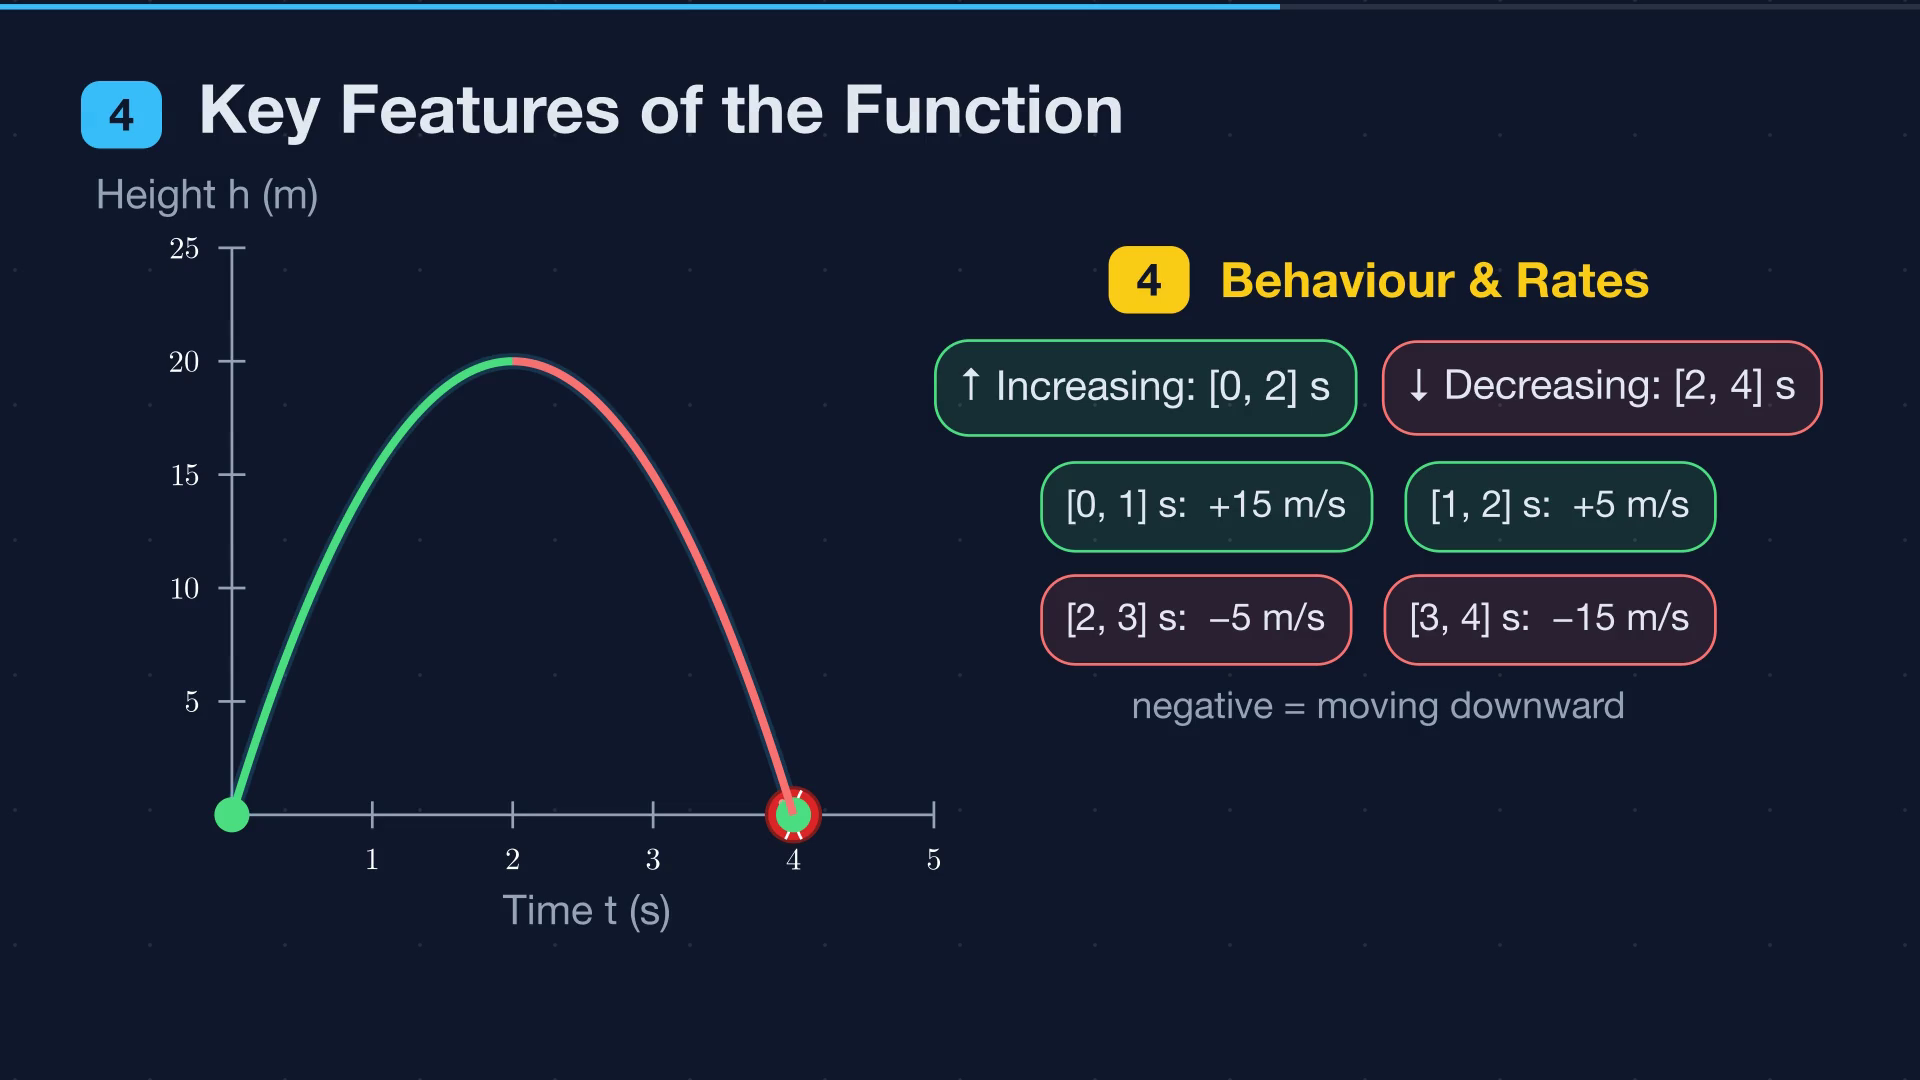 4 Key Features of the Function
Height h (m)
25
20
15
10
5
1 2 3 4 5
Time t (s)
4 Behaviour & Rates
↑ Increasing: [0, 2] s
↓ Decreasing: [2, 4] s
[0, 1] s: +15 m/s
[1, 2] s: +5 m/s
[2, 3] s: −5 m/s
[3, 4] s: −15 m/s
negative = moving downward